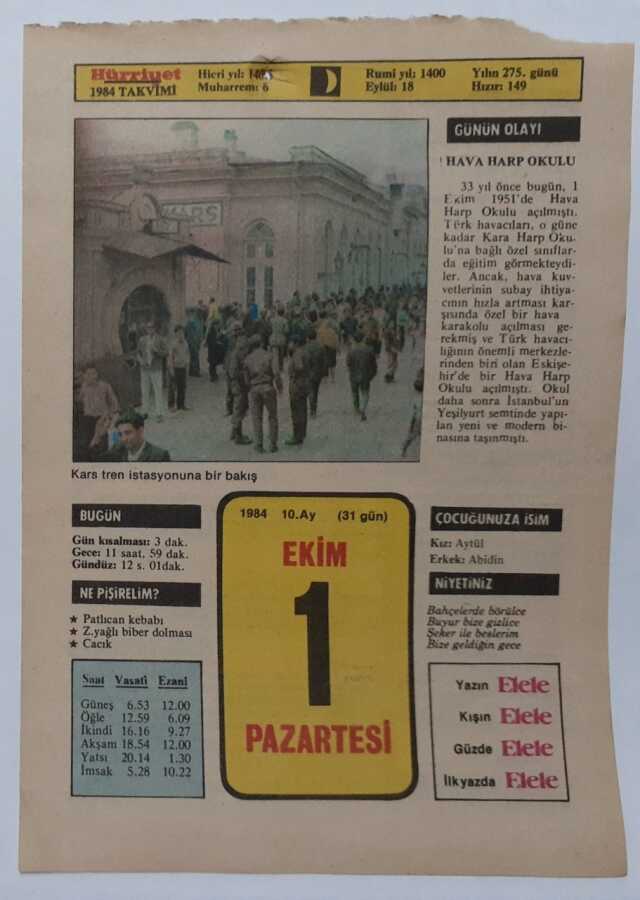 Hürriyet
1984 TAKVİMİ
Hicri yıl:
Muharrem: 6
Rumi yıl: 1400
Eylül: 18
Yılın 275. günü
Hızır: 149
KARS
Kars tren istasyonuna bir bakış
GÜNÜN OLAYI
HAVA HARP OKULU
33 yıl önce bugün, 1
Ekim 1951'de Hava
Harp Okulu açılmıştı.
Türk havacıları, o güne
kadar Kara Harp Oku-
lu'na bağlı özel sınıflar-
da eğitim görmekteydi-
ler. Ancak, hava kuv-
vetlerinin subay ihtiya-
cının hızla artması kar-
şısında özel bir hava
karakolu açılması ge-
rekmiş ve Türk havacı-
lığının önemli merkezle-
rinden biri olan Eskişe-
hir'de bir Hava Harp
Okulu açılmıştı. Okul
daha sonra İstanbul'un
Yeşilyurt semtinde yapı-
lan yeni ve modern bi-
nasına taşınmıştı.
BUGÜN
Gün kısalması: 3 dak.
Gece: 11 saat, 59 dak.
Gündüz: 12 s. 01dak.
NE PİŞİRELİM?
★ Patlıcan kebabı
★ Z.yağlı biber dolması
★ Cacık
Saat Vasati Ezani
Güneş 6.53 12.00
Öğle 12.59 6.09
İkindi 16.16 9.27
Akşam 18.54 12.00
Yatsı 20.14 1.30
İmsak 5.28 10.22
1984 10.Ay (31 gün)
EKİM
1
PAZARTESİ
ÇOCUĞUNUZA İSİM
Kız: Aytül
Erkek: Abidin
NİYETİNİZ
Bahçelerde börülce
Buyur bize gizlice
Şeker ile beslerim
Bize geldiğin gece
Yazın Elele
Kışın Elele
Güzde Elele
İlkyazda Elele